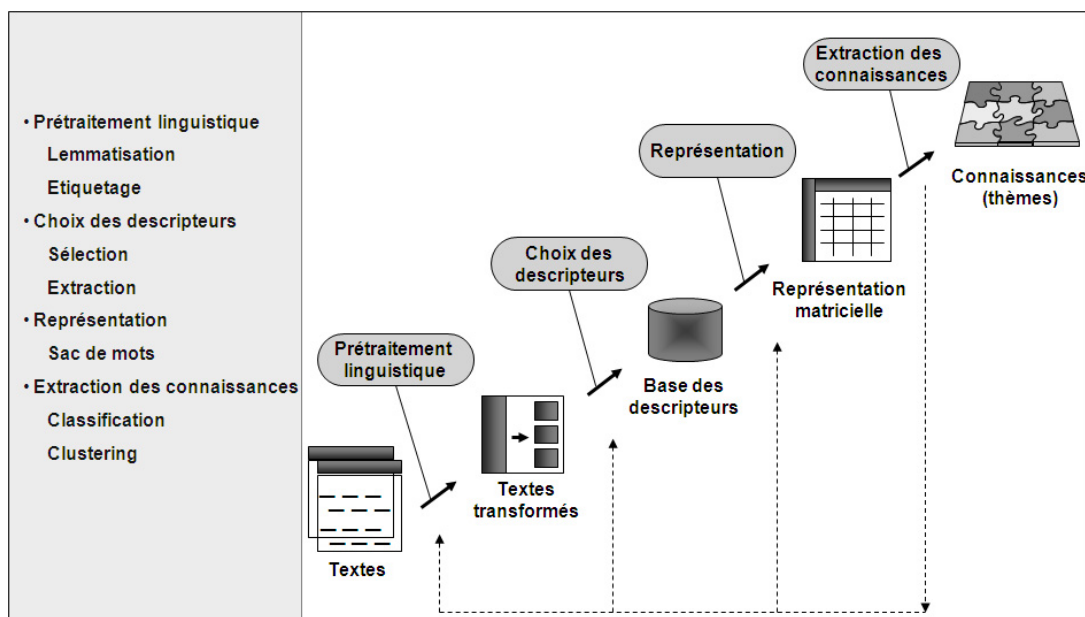 • Prétraitement linguistique
Lemmatisation
Etiquetage
• Choix des descripteurs
Sélection
Extraction
• Représentation
Sac de mots
• Extraction des connaissances
Classification
Clustering
Extraction des
connaissances
Connaissances
(thèmes)
Représentation
Représentation
matricielle
Choix des
descripteurs
Base des
descripteurs
Prétraitement
linguistique
Textes
transformés
Textes